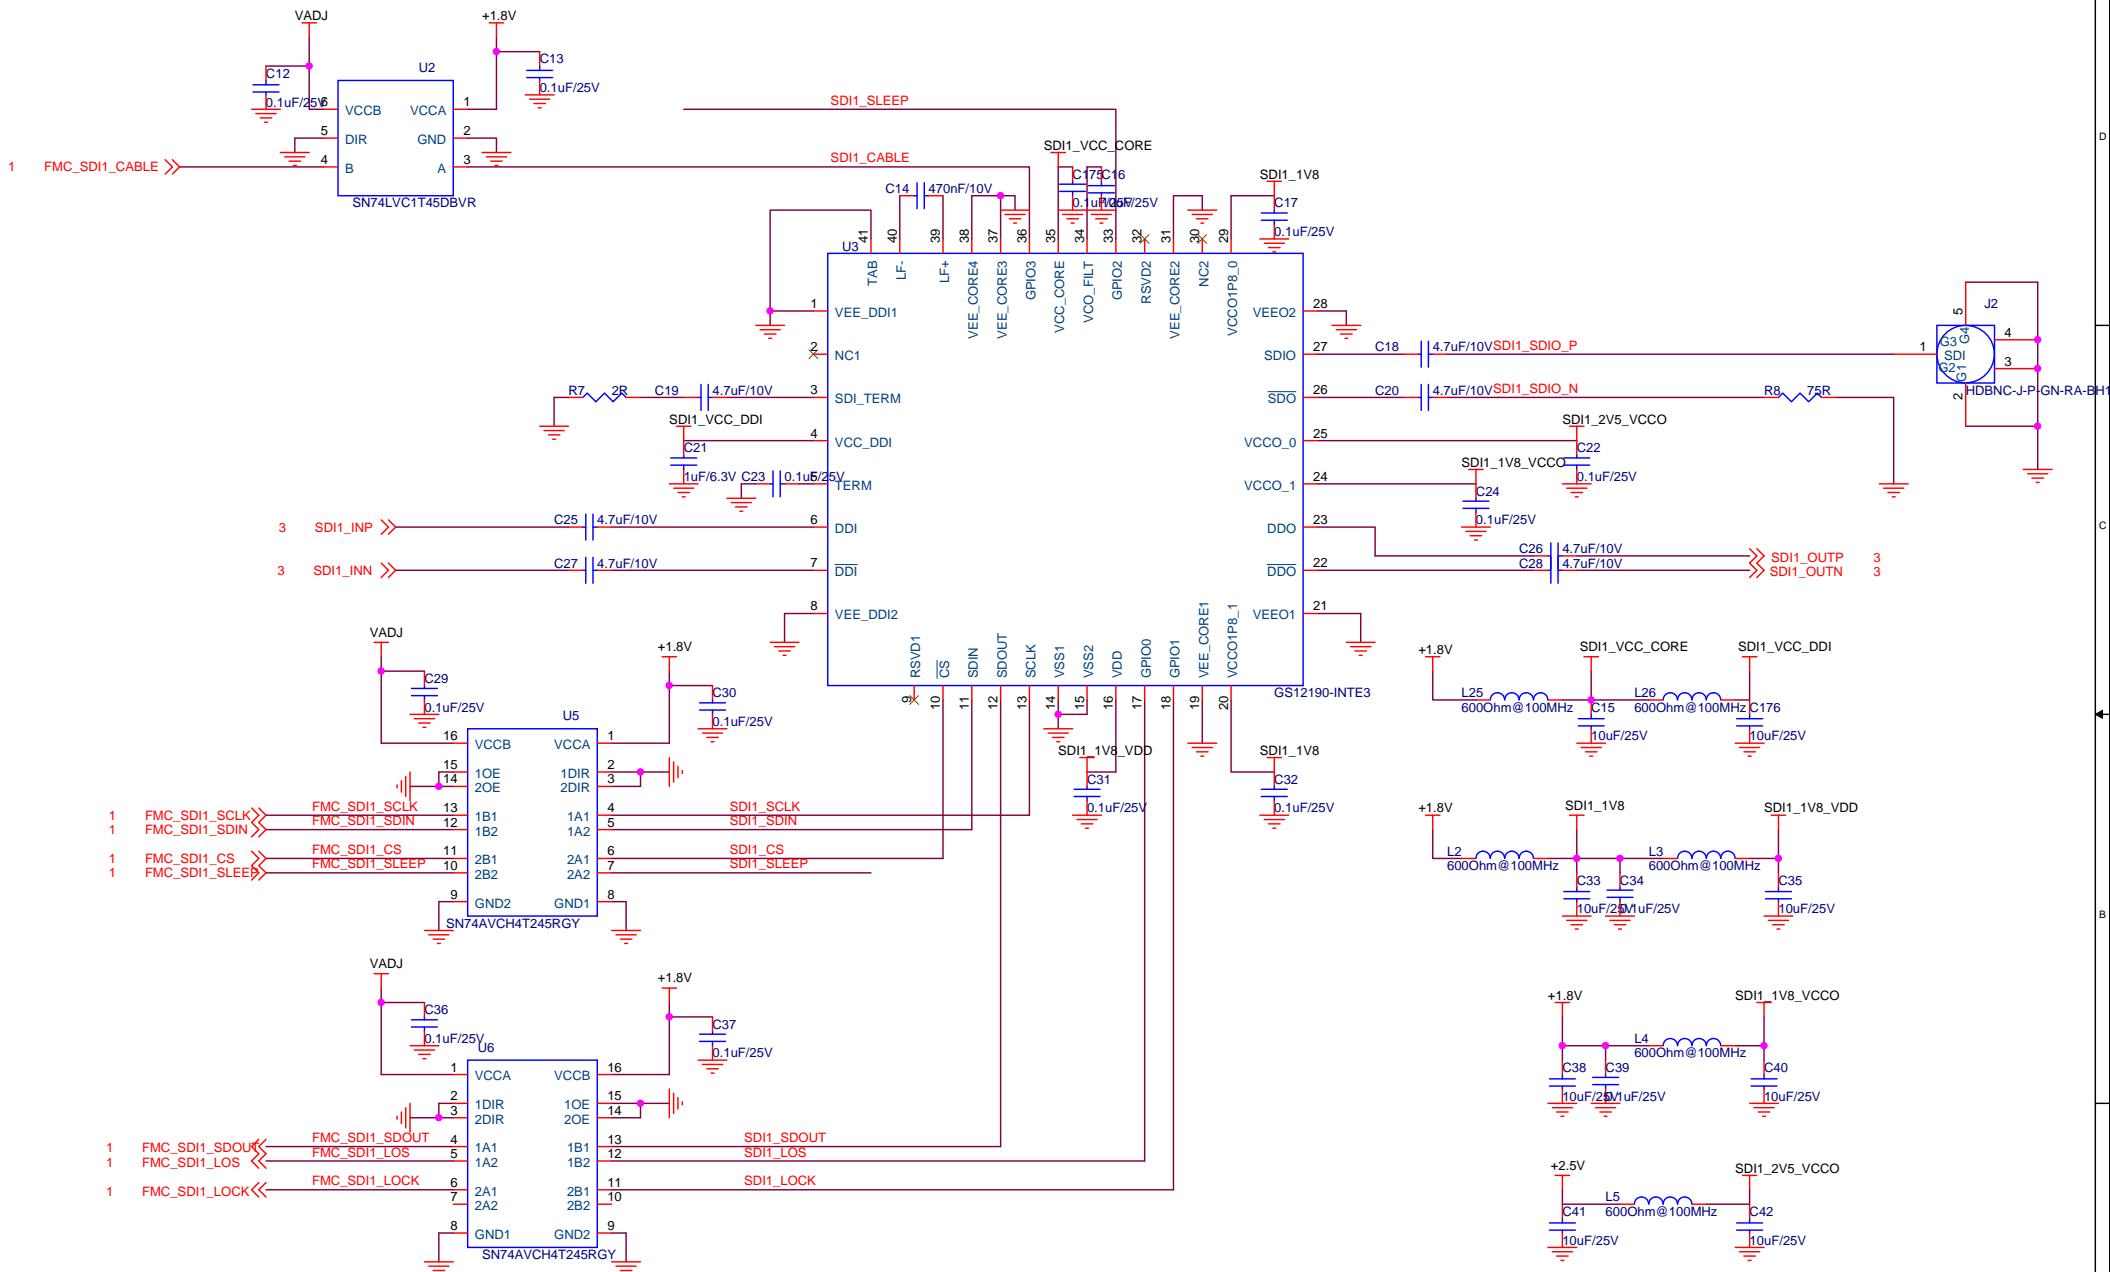 VADJ
+1.8V
C12
0.1uF/25V
U2
C13
0.1uF/25V
6
VCCB
VCCA
1
5
DIR
GND
2
4
B
A
3
SN74LVC1T45DBVR
1
FMC_SDI1_CABLE
SDI1_SLEEP
SDI1_CABLE
SDI1_VCC_CORE
C175
0.1uF/25V
C16
10uF/25V
SDI1_1V8
C17
0.1uF/25V
C14
470nF/10V
41
40
39
38
37
36
35
34
33
32
31
30
29
U3
TAB
LF-
LF+
VEE_CORE4
VEE_CORE3
GPIO3
VCC_CORE
VCO_FILT
GPIO2
RSVD2
VEE_CORE2
NC2
VCCO1P8_0
1
VEE_DDI1
VEEO2
28
2
NC1
SDIO
27
C18
4.7uF/10V
SDI1_SDIO_P
R7
2R
C19
4.7uF/10V
3
SDI_TERM
SDO
26
C20
4.7uF/10V
SDI1_SDIO_N
R8
75R
SDI1_VCC_DDI
4
VCC_DDI
VCCO_0
25
SDI1_2V5_VCCO
C21
1uF/6.3V
C22
0.1uF/25V
C23
0.1uF/25V
5
TERM
VCCO_1
24
SDI1_1V8_VCCO
C24
0.1uF/25V
3
SDI1_INP
C25
4.7uF/10V
6
DDI
DDO
23
C26
4.7uF/10V
SDI1_OUTP
3
3
SDI1_INN
C27
4.7uF/10V
7
DDI
DDO
22
C28
4.7uF/10V
SDI1_OUTN
3
8
VEE_DDI2
VEEO1
21
RSVD1
CS
SDIN
SDOUT
SCLK
VSS1
VSS2
VDD
GPIO0
GPIO1
VEE_CORE1
VCCO1P8_1
9
10
11
12
13
14
15
16
17
18
19
20
GS12190-INTE3
J2
5
4
3
2
1
G3
G4
SDI
G2
G1
HDBNC-J-P-GN-RA-BH1
D
C
B
VADJ
+1.8V
C29
0.1uF/25V
C30
0.1uF/25V
U5
16
VCCB
VCCA
1
15
1OE
1DIR
2
14
2OE
2DIR
3
1
FMC_SDI1_SCLK
FMC_SDI1_SCLK
13
1B1
1A1
4
SDI1_SCLK
1
FMC_SDI1_SDIN
FMC_SDI1_SDIN
12
1B2
1A2
5
SDI1_SDIN
1
FMC_SDI1_CS
FMC_SDI1_CS
11
2B1
2A1
6
SDI1_CS
1
FMC_SDI1_SLEEP
FMC_SDI1_SLEEP
10
2B2
2A2
7
SDI1_SLEEP
9
GND2
GND1
8
SN74AVCH4T245RGY
SDI1_1V8_VDD
C31
0.1uF/25V
SDI1_1V8
C32
0.1uF/25V
VADJ
+1.8V
C36
0.1uF/25V
C37
0.1uF/25V
U6
1
VCCA
VCCB
16
2
1DIR
1OE
15
3
2DIR
2OE
14
1
FMC_SDI1_SDOUT
FMC_SDI1_SDOUT
4
1A1
1B1
13
SDI1_SDOUT
1
FMC_SDI1_LOS
FMC_SDI1_LOS
5
1A2
1B2
12
SDI1_LOS
1
FMC_SDI1_LOCK
FMC_SDI1_LOCK
6
2A1
2B1
11
SDI1_LOCK
7
2A2
2B2
10
8
GND1
GND2
9
SN74AVCH4T245RGY
+1.8V
SDI1_VCC_CORE
SDI1_VCC_DDI
L25
600Ohm@100MHz
L26
600Ohm@100MHz
C15
10uF/25V
C176
10uF/25V
+1.8V
SDI1_1V8
SDI1_1V8_VDD
L2
600Ohm@100MHz
L3
600Ohm@100MHz
C33
10uF/25V
C34
0.1uF/25V
C35
10uF/25V
+1.8V
SDI1_1V8_VCCO
L4
600Ohm@100MHz
C38
10uF/25V
C39
0.1uF/25V
C40
10uF/25V
+2.5V
SDI1_2V5_VCCO
L5
600Ohm@100MHz
C41
10uF/25V
C42
10uF/25V